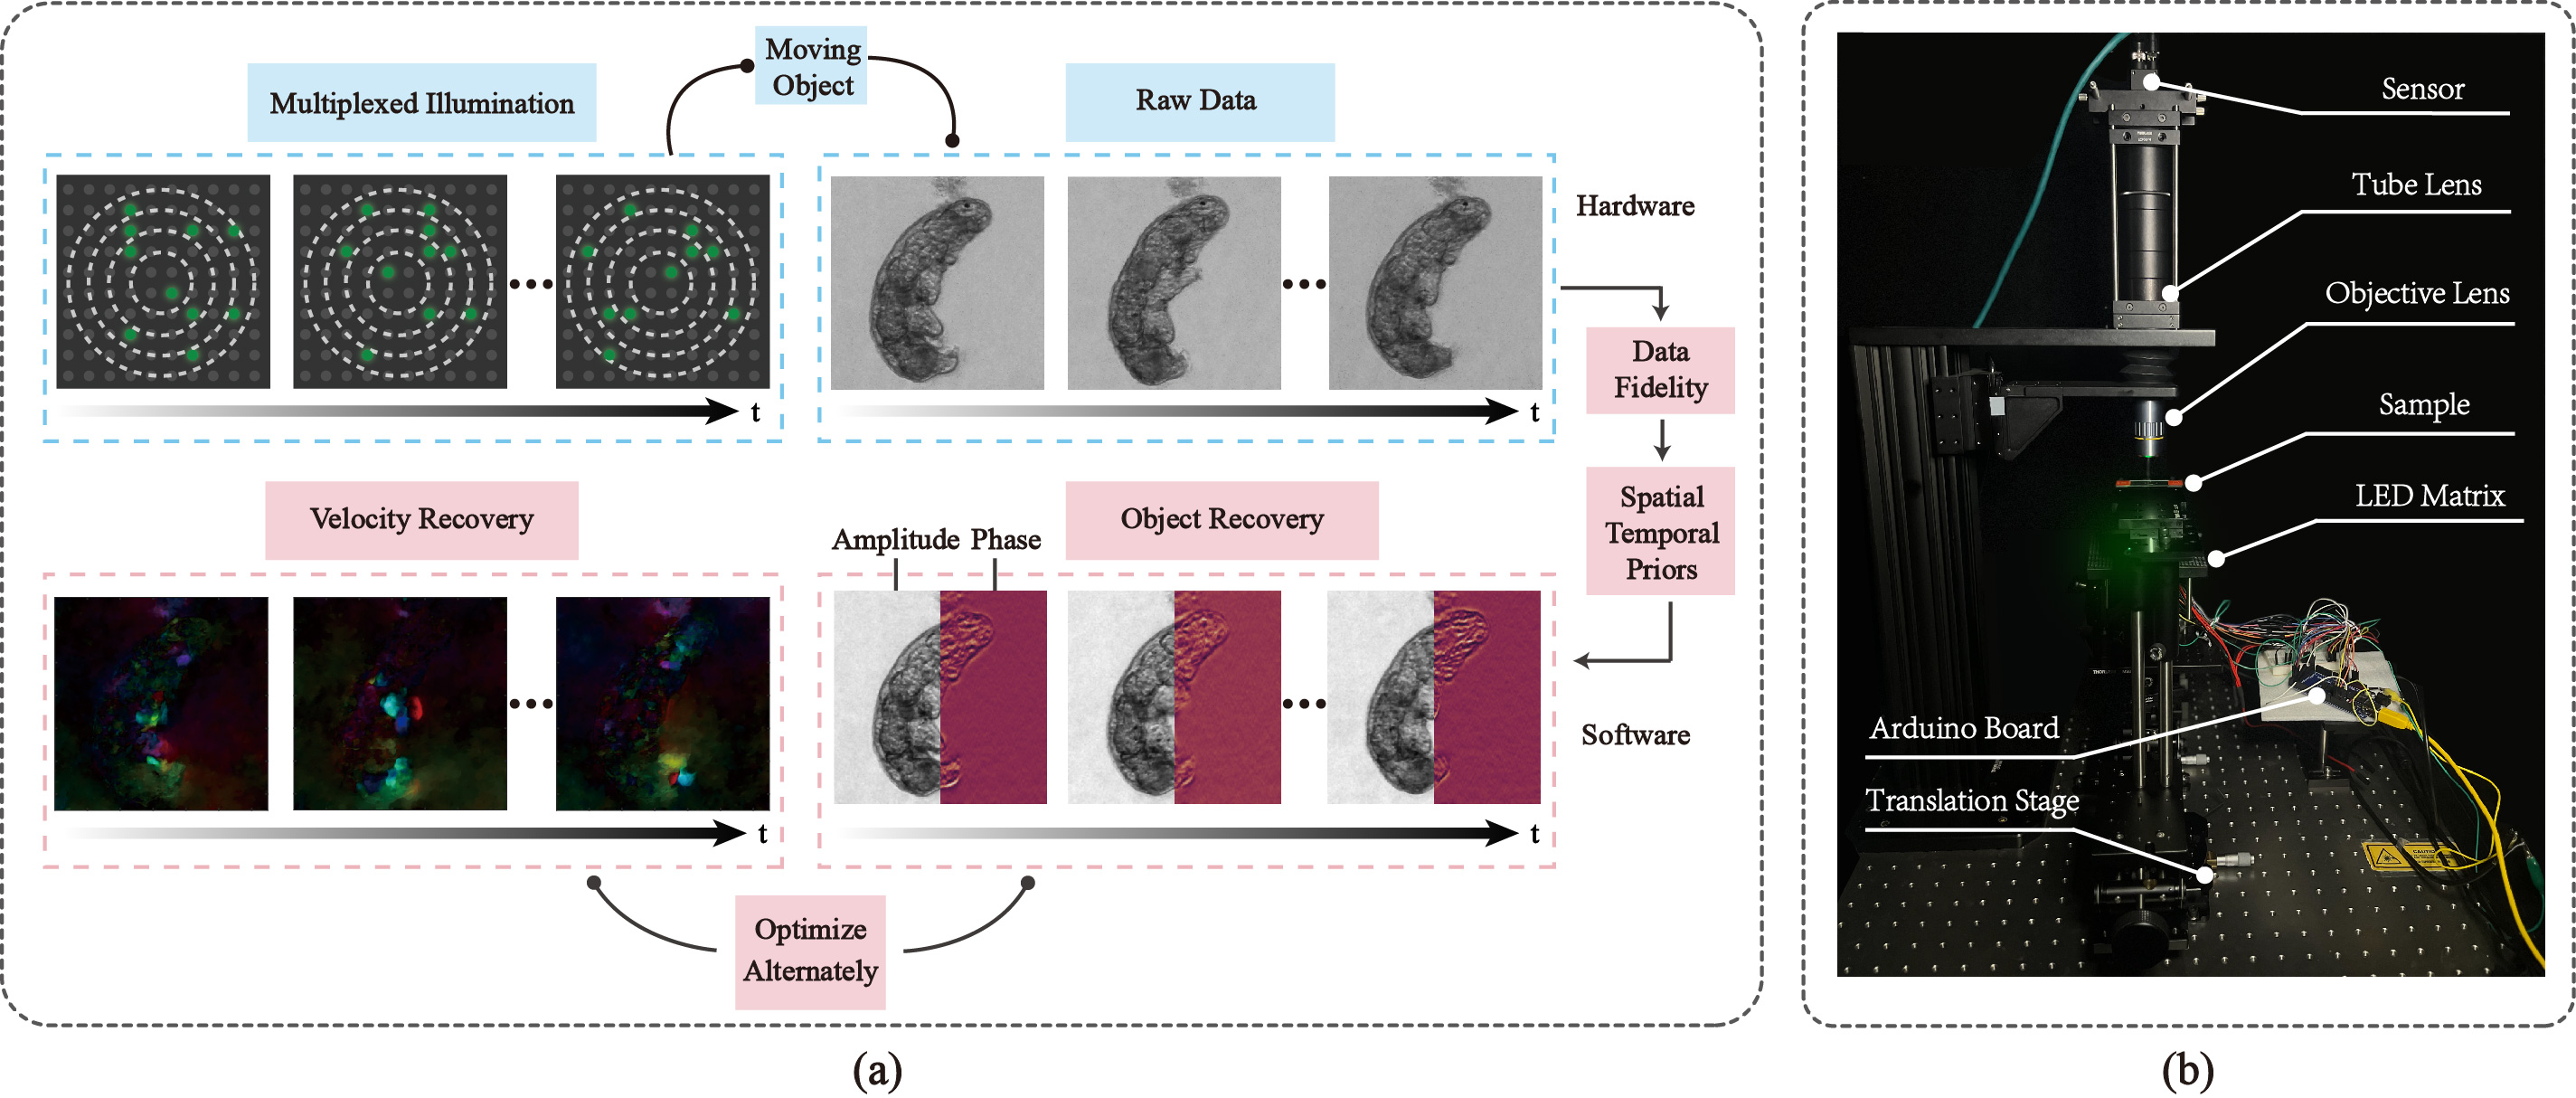 Moving
Object
Multiplexed Illumination
Raw Data
t
t
Hardware
Data
Fidelity
Spatial
Temporal
Priors
Velocity Recovery
Object Recovery
Amplitude Phase
t
t
Software
Optimize
Alternately
(a)
Sensor
Tube Lens
Objective Lens
Sample
LED Matrix
Arduino Board
Translation Stage
CAUTION
(b)